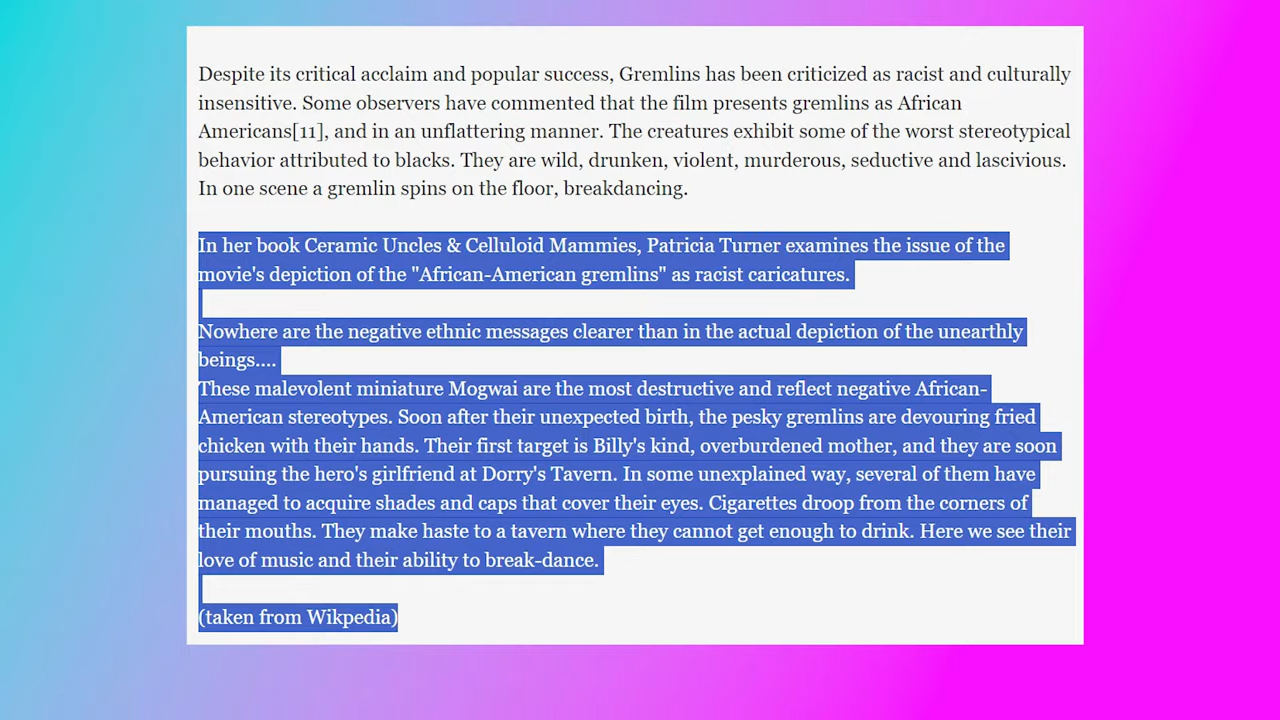 Despite its critical acclaim and popular success, Gremlins has been criticized as racist and culturally
insensitive. Some observers have commented that the film presents gremlins as African
Americans[11], and in an unflattering manner. The creatures exhibit some of the worst stereotypical
behavior attributed to blacks. They are wild, drunken, violent, murderous, seductive and lascivious.
In one scene a gremlin spins on the floor, breakdancing.
In her book Ceramic Uncles & Celluloid Mammies, Patricia Turner examines the issue of the
movie's depiction of the "African-American gremlins" as racist caricatures.
Nowhere are the negative ethnic messages clearer than in the actual depiction of the unearthly
beings....
These malevolent miniature Mogwai are the most destructive and reflect negative African-
American stereotypes. Soon after their unexpected birth, the pesky gremlins are devouring fried
chicken with their hands. Their first target is Billy's kind, overburdened mother, and they are soon
pursuing the hero's girlfriend at Dorry's Tavern. In some unexplained way, several of them have
managed to acquire shades and caps that cover their eyes. Cigarettes droop from the corners of
their mouths. They make haste to a tavern where they cannot get enough to drink. Here we see their
love of music and their ability to break-dance.
(taken from Wikpedia)